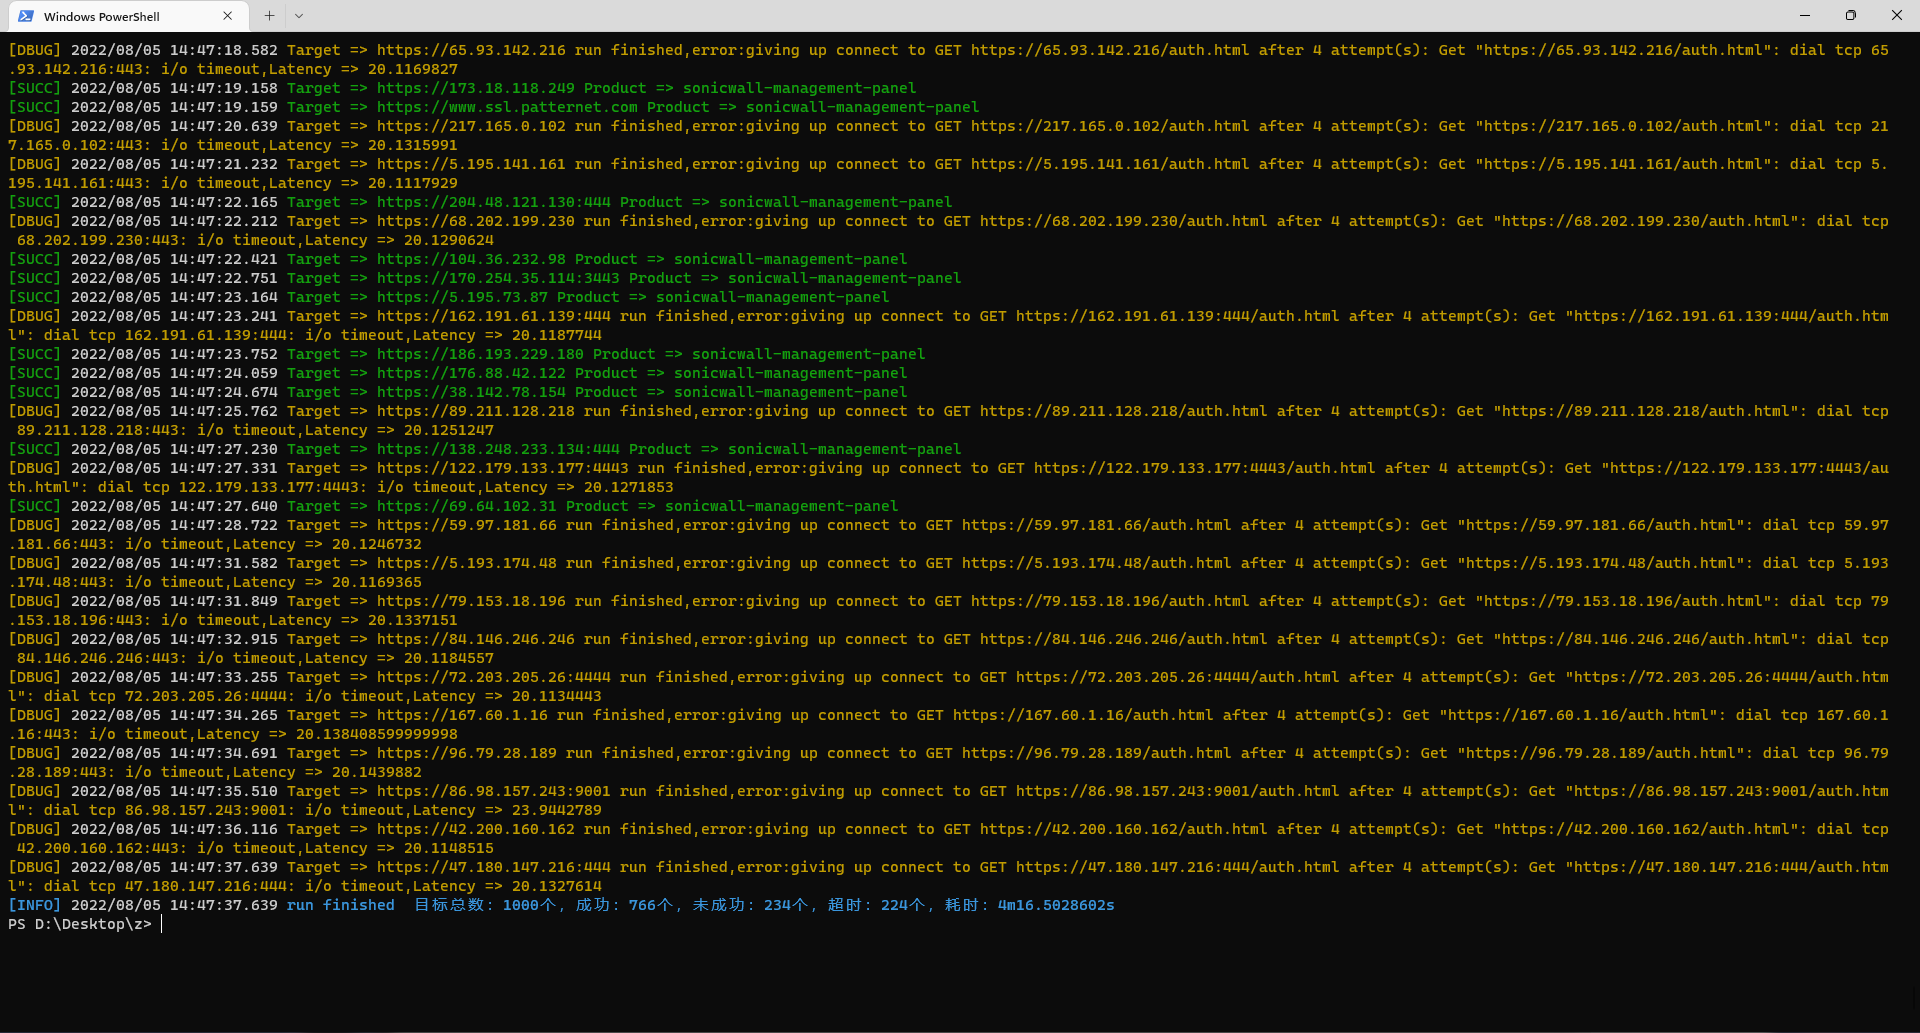 Windows PowerShell
[DBUG] 2022/08/05 14:47:18.582 Target => https://65.93.142.216 run finished,error:giving up connect to GET https://65.93.142.216/auth.html after 4 attempt(s): Get "https://65.93.142.216/auth.html": dial tcp 65
.93.142.216:443: i/o timeout,Latency => 20.1169827
[SUCC] 2022/08/05 14:47:19.158 Target => https://173.18.118.249 Product => sonicwall-management-panel
[SUCC] 2022/08/05 14:47:19.159 Target => https://www.ssl.patternet.com Product => sonicwall-management-panel
[DBUG] 2022/08/05 14:47:20.639 Target => https://217.165.0.102 run finished,error:giving up connect to GET https://217.165.0.102/auth.html after 4 attempt(s): Get "https://217.165.0.102/auth.html": dial tcp 21
7.165.0.102:443: i/o timeout,Latency => 20.1315991
[DBUG] 2022/08/05 14:47:21.232 Target => https://5.195.141.161 run finished,error:giving up connect to GET https://5.195.141.161/auth.html after 4 attempt(s): Get "https://5.195.141.161/auth.html": dial tcp 5.
195.141.161:443: i/o timeout,Latency => 20.1117929
[SUCC] 2022/08/05 14:47:22.165 Target => https://204.48.121.130:444 Product => sonicwall-management-panel
[DBUG] 2022/08/05 14:47:22.212 Target => https://68.202.199.230 run finished,error:giving up connect to GET https://68.202.199.230/auth.html after 4 attempt(s): Get "https://68.202.199.230/auth.html": dial tcp
68.202.199.230:443: i/o timeout,Latency => 20.1290624
[SUCC] 2022/08/05 14:47:22.421 Target => https://104.36.232.98 Product => sonicwall-management-panel
[SUCC] 2022/08/05 14:47:22.751 Target => https://170.254.35.114:3443 Product => sonicwall-management-panel
[SUCC] 2022/08/05 14:47:23.164 Target => https://5.195.73.87 Product => sonicwall-management-panel
[DBUG] 2022/08/05 14:47:23.241 Target => https://162.191.61.139:444 run finished,error:giving up connect to GET https://162.191.61.139:444/auth.html after 4 attempt(s): Get "https://162.191.61.139:444/auth.htm
l": dial tcp 162.191.61.139:444: i/o timeout,Latency => 20.1187744
[SUCC] 2022/08/05 14:47:23.752 Target => https://186.193.229.180 Product => sonicwall-management-panel
[SUCC] 2022/08/05 14:47:24.059 Target => https://176.88.42.122 Product => sonicwall-management-panel
[SUCC] 2022/08/05 14:47:24.674 Target => https://38.142.78.154 Product => sonicwall-management-panel
[DBUG] 2022/08/05 14:47:25.762 Target => https://89.211.128.218 run finished,error:giving up connect to GET https://89.211.128.218/auth.html after 4 attempt(s): Get "https://89.211.128.218/auth.html": dial tcp
89.211.128.218:443: i/o timeout,Latency => 20.1251247
[SUCC] 2022/08/05 14:47:27.230 Target => https://138.248.233.134:444 Product => sonicwall-management-panel
[DBUG] 2022/08/05 14:47:27.331 Target => https://122.179.133.177:4443 run finished,error:giving up connect to GET https://122.179.133.177:4443/auth.html after 4 attempt(s): Get "https://122.179.133.177:4443/au
th.html": dial tcp 122.179.133.177:4443: i/o timeout,Latency => 20.1271853
[SUCC] 2022/08/05 14:47:27.640 Target => https://69.64.102.31 Product => sonicwall-management-panel
[DBUG] 2022/08/05 14:47:28.722 Target => https://59.97.181.66 run finished,error:giving up connect to GET https://59.97.181.66/auth.html after 4 attempt(s): Get "https://59.97.181.66/auth.html": dial tcp 59.97
.181.66:443: i/o timeout,Latency => 20.1246732
[DBUG] 2022/08/05 14:47:31.582 Target => https://5.193.174.48 run finished,error:giving up connect to GET https://5.193.174.48/auth.html after 4 attempt(s): Get "https://5.193.174.48/auth.html": dial tcp 5.193
.174.48:443: i/o timeout,Latency => 20.1169365
[DBUG] 2022/08/05 14:47:31.849 Target => https://79.153.18.196 run finished,error:giving up connect to GET https://79.153.18.196/auth.html after 4 attempt(s): Get "https://79.153.18.196/auth.html": dial tcp 79
.153.18.196:443: i/o timeout,Latency => 20.1337151
[DBUG] 2022/08/05 14:47:32.915 Target => https://84.146.246.246 run finished,error:giving up connect to GET https://84.146.246.246/auth.html after 4 attempt(s): Get "https://84.146.246.246/auth.html": dial tcp
84.146.246.246:443: i/o timeout,Latency => 20.1184557
[DBUG] 2022/08/05 14:47:33.255 Target => https://72.203.205.26:4444 run finished,error:giving up connect to GET https://72.203.205.26:4444/auth.html after 4 attempt(s): Get "https://72.203.205.26:4444/auth.htm
l": dial tcp 72.203.205.26:4444: i/o timeout,Latency => 20.1134443
[DBUG] 2022/08/05 14:47:34.265 Target => https://167.60.1.16 run finished,error:giving up connect to GET https://167.60.1.16/auth.html after 4 attempt(s): Get "https://167.60.1.16/auth.html": dial tcp 167.60.1
.16:443: i/o timeout,Latency => 20.138408599999998
[DBUG] 2022/08/05 14:47:34.691 Target => https://96.79.28.189 run finished,error:giving up connect to GET https://96.79.28.189/auth.html after 4 attempt(s): Get "https://96.79.28.189/auth.html": dial tcp 96.79
.28.189:443: i/o timeout,Latency => 20.1439882
[DBUG] 2022/08/05 14:47:35.510 Target => https://86.98.157.243:9001 run finished,error:giving up connect to GET https://86.98.157.243:9001/auth.html after 4 attempt(s): Get "https://86.98.157.243:9001/auth.htm
l": dial tcp 86.98.157.243:9001: i/o timeout,Latency => 23.9442789
[DBUG] 2022/08/05 14:47:36.116 Target => https://42.200.160.162 run finished,error:giving up connect to GET https://42.200.160.162/auth.html after 4 attempt(s): Get "https://42.200.160.162/auth.html": dial tcp
42.200.160.162:443: i/o timeout,Latency => 20.1148515
[DBUG] 2022/08/05 14:47:37.639 Target => https://47.180.147.216:444 run finished,error:giving up connect to GET https://47.180.147.216:444/auth.html after 4 attempt(s): Get "https://47.180.147.216:444/auth.htm
l": dial tcp 47.180.147.216:444: i/o timeout,Latency => 20.1327614
[INFO] 2022/08/05 14:47:37.639 run finished  目标总数: 1000个, 成功: 766个, 未成功: 234个, 超时: 224个, 耗时: 4m16.5028602s
PS D:\Desktop\z>